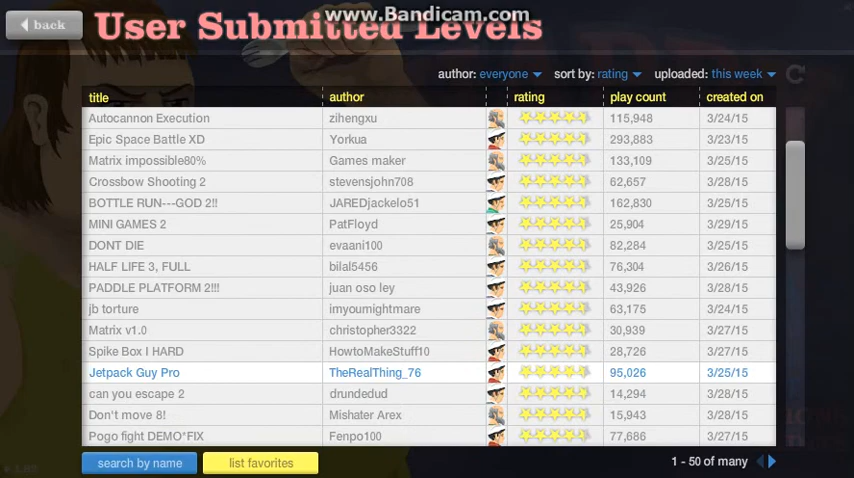 www.Bandicam.com
back
User Submitted Levels
author: everyone sort by: rating uploaded: this week
title author rating play count created on
Autocannon Execution zihengxu 115,948 3/24/15
Epic Space Battle XD Yorkua 293,883 3/23/15
Matrix impossible80% Games maker 133,109 3/25/15
Crossbow Shooting 2 stevensjohn708 62,657 3/28/15
BOTTLE RUN---GOD 2!! JAREDjackelo51 162,830 3/25/15
MINI GAMES 2 PatFloyd 25,904 3/29/15
DONT DIE evaani100 82,284 3/25/15
HALF LIFE 3, FULL bilal5456 76,304 3/26/15
PADDLE PLATFORM 2!!! juan oso ley 43,926 3/28/15
jb torture imyoumightmare 63,175 3/24/15
Matrix v1.0 christopher3322 30,939 3/27/15
Spike Box I HARD HowtoMakeStuff10 28,726 3/27/15
Jetpack Guy Pro TheRealThing_76 95,026 3/25/15
can you escape 2 drundedud 14,294 3/28/15
Don't move 8! Mishater Arex 15,943 3/28/15
Pogo fight DEMO*FIX Fenpo100 77,686 3/27/15
search by name list favorites 1 - 50 of many